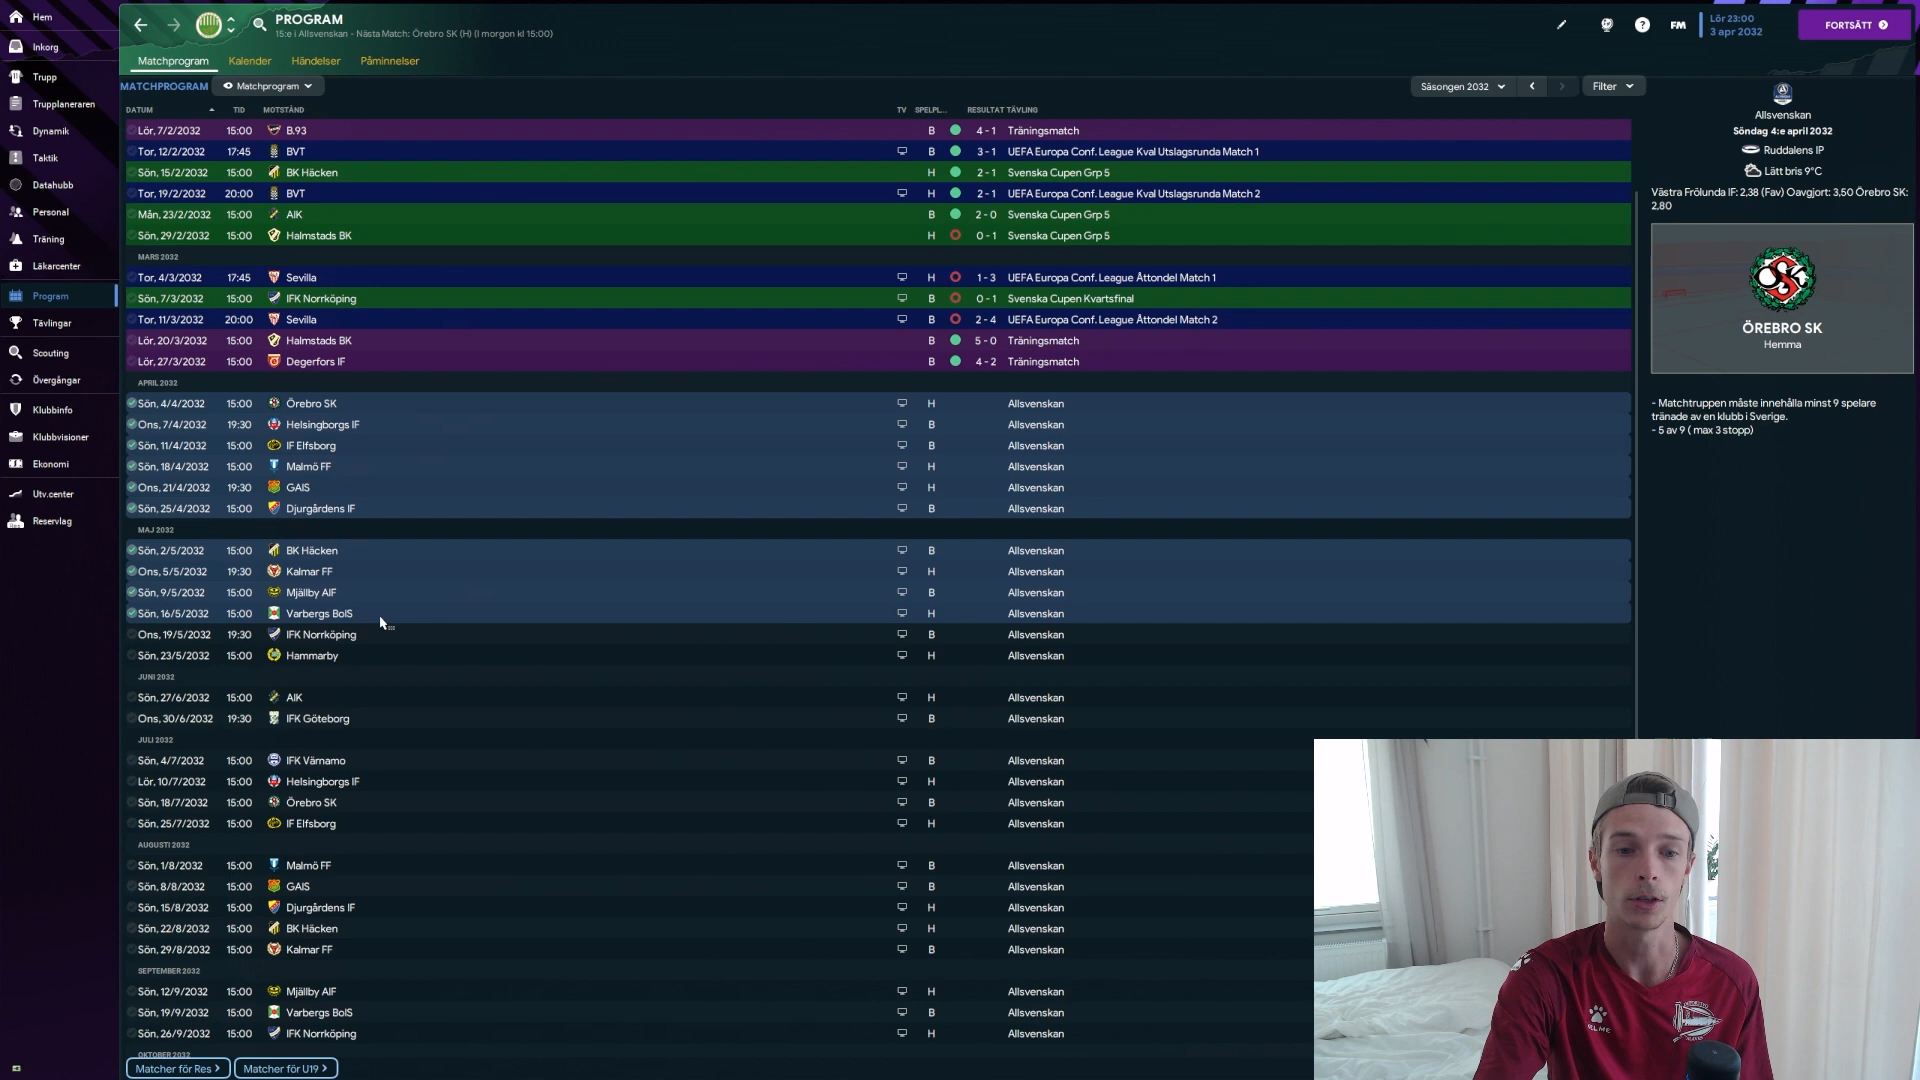 Hem
Inkorg
Trupp
Trupplaneraren
Dynamik
Taktik
Datahubb
Personal
Träning
Läkarcenter
Program
Tävlingar
Scouting
Övergångar
Klubbinfo
Klubbvisioner
Ekonomi
Utv.center
Reservlag
PROGRAM
15:e i Allsvenskan - Nästa Match: Örebro SK (H) (I morgon kl 15:00)
FM
Lör 23:00
3 apr 2032
FORTSÄTT
Matchprogram Kalender Händelser Påminnelser
MATCHPROGRAM Matchprogram Säsongen 2032 Filter
DATUM TID MOTSTÅND TV SPELPL... RESULTAT TÄVLING
Lör, 7/2/2032 15:00 B.93 B 4 - 1 Träningsmatch
Tor, 12/2/2032 17:45 BVT B 3 - 1 UEFA Europa Conf. League Kval Utslagsrunda Match 1
Sön, 15/2/2032 15:00 BK Häcken H 2 - 1 Svenska Cupen Grp 5
Tor, 19/2/2032 20:00 BVT H 2 - 1 UEFA Europa Conf. League Kval Utslagsrunda Match 2
Mån, 23/2/2032 15:00 AIK B 2 - 0 Svenska Cupen Grp 5
Sön, 29/2/2032 15:00 Halmstads BK H 0 - 1 Svenska Cupen Grp 5
MARS 2032
Tor, 4/3/2032 17:45 Sevilla H 1 - 3 UEFA Europa Conf. League Åttondel Match 1
Sön, 7/3/2032 15:00 IFK Norrköping B 0 - 1 Svenska Cupen Kvartsfinal
Tor, 11/3/2032 20:00 Sevilla B 2 - 4 UEFA Europa Conf. League Åttondel Match 2
Lör, 20/3/2032 15:00 Halmstads BK B 5 - 0 Träningsmatch
Lör, 27/3/2032 15:00 Degerfors IF B 4 - 2 Träningsmatch
APRIL 2032
Sön, 4/4/2032 15:00 Örebro SK H Allsvenskan
Ons, 7/4/2032 19:30 Helsingborgs IF B Allsvenskan
Sön, 11/4/2032 15:00 IF Elfsborg B Allsvenskan
Sön, 18/4/2032 15:00 Malmö FF H Allsvenskan
Ons, 21/4/2032 19:30 GAIS H Allsvenskan
Sön, 25/4/2032 15:00 Djurgårdens IF B Allsvenskan
MAJ 2032
Sön, 2/5/2032 15:00 BK Häcken B Allsvenskan
Ons, 5/5/2032 19:30 Kalmar FF H Allsvenskan
Sön, 9/5/2032 15:00 Mjällby AIF B Allsvenskan
Sön, 16/5/2032 15:00 Varbergs BoIS H Allsvenskan
Ons, 19/5/2032 19:30 IFK Norrköping B Allsvenskan
Sön, 23/5/2032 15:00 Hammarby H Allsvenskan
JUNI 2032
Sön, 27/6/2032 15:00 AIK H Allsvenskan
Ons, 30/6/2032 19:30 IFK Göteborg B Allsvenskan
JULI 2032
Sön, 4/7/2032 15:00 IFK Värnamo B Allsvenskan
Lör, 10/7/2032 15:00 Helsingborgs IF H Allsvenskan
Sön, 18/7/2032 15:00 Örebro SK B Allsvenskan
Sön, 25/7/2032 15:00 IF Elfsborg H Allsvenskan
AUGUSTI 2032
Sön, 1/8/2032 15:00 Malmö FF B Allsvenskan
Sön, 8/8/2032 15:00 GAIS B Allsvenskan
Sön, 15/8/2032 15:00 Djurgårdens IF H Allsvenskan
Sön, 22/8/2032 15:00 BK Häcken H Allsvenskan
Sön, 29/8/2032 15:00 Kalmar FF B Allsvenskan
SEPTEMBER 2032
Sön, 12/9/2032 15:00 Mjällby AIF H Allsvenskan
Sön, 19/9/2032 15:00 Varbergs BoIS B Allsvenskan
Sön, 26/9/2032 15:00 IFK Norrköping H Allsvenskan
OKTOBER 2032
Matcher för Res Matcher för U19
Allsvenskan
Söndag 4:e april 2032
Ruddalens IP
Lätt bris 9°C
Västra Frölunda IF: 2,38 (Fav) Oavgjort: 3,50 Örebro SK:
2,80
ÖREBRO SK
Hemma
- Matchtruppen måste innehålla minst 9 spelare
tränade av en klubb i Sverige.
- 5 av 9 ( max 3 stopp)